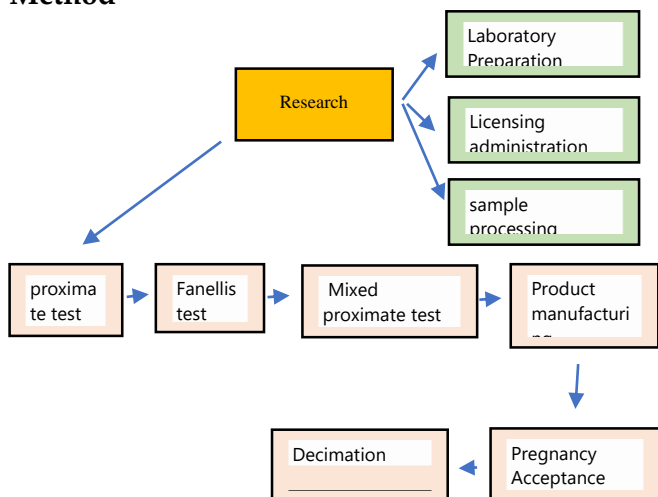 Method
Laboratory
Preparation
Research
Licensing
administration
sample
processing
proxima
te test
Fanellis
test
Mixed
proximate test
Product
manufacturi
ng
Pregnancy
Acceptance
Decimation